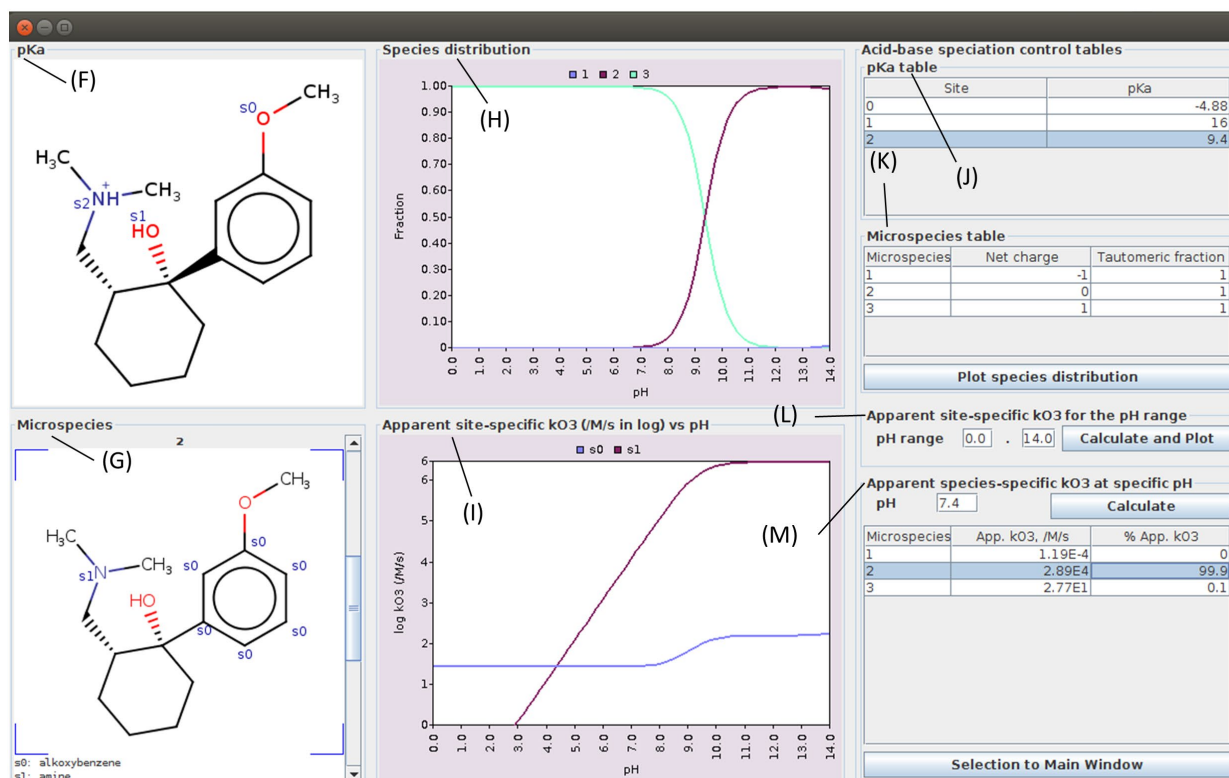 pKa
(F)
s0
CH3
H3C
NH+
CH3
s2
s1
HO
Species distribution
1 2 3
(H)
1.00
0.90
0.80
0.70
0.60
0.50
0.40
0.30
0.20
0.10
0
Fraction
0.0 1.0 2.0 3.0 4.0 5.0 6.0 7.0 8.0 9.0 10.0 11.0 12.0 13.0 14.0
pH
Acid-base speciation control tables
pKa table
Site pKa
0 -4.88
1 16
2 9.4
(K)
(J)
Microspecies table
Microspecies Net charge Tautomeric fraction
1 -1 1
2 0 1
3 1 1
Plot species distribution
(L)
Apparent site-specific kO3 for the pH range
pH range 0.0 . 14.0 Calculate and Plot
Microspecies
2
(G)
CH3
O
H3C
N
CH3
s1
HO
s0
s0
s0
s0
s0
s0
s0: alkoxybenzene
s1: amine
Apparent site-specific kO3 (/M/s in log) vs pH
s0 s1
(I)
6
6
5
4
3
2
1
0
log kO3 (/M/s)
0.0 1.0 2.0 3.0 4.0 5.0 6.0 7.0 8.0 9.0 10.0 11.0 12.0 13.0 14.0
pH
Apparent species-specific kO3 at specific pH
pH 7.4 Calculate
(M)
Microspecies App. kO3, /M/s % App. kO3
1 1.19E-4 0
2 2.89E4 99.9
3 2.77E1 0.1
Selection to Main Window